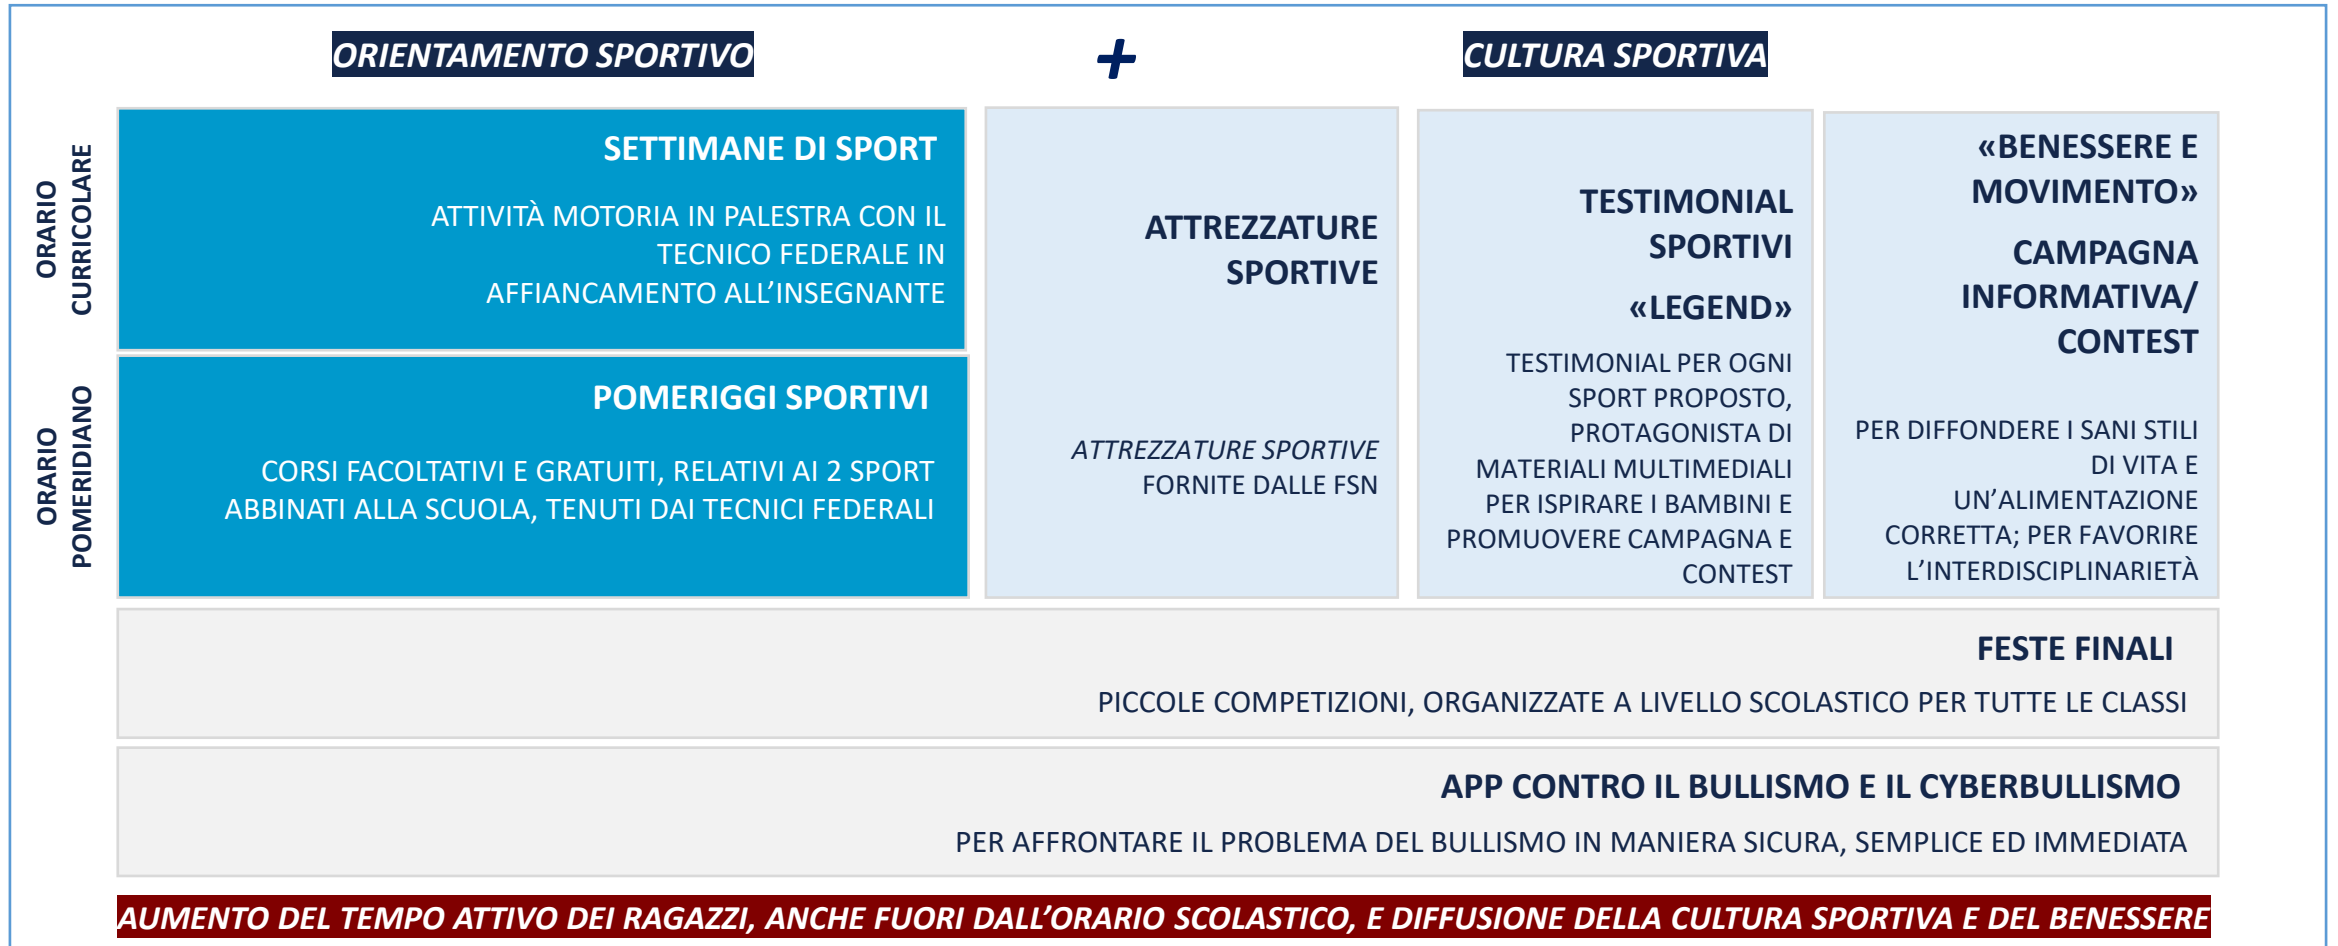 ORIENTAMENTO SPORTIVO
+
CULTURA SPORTIVA
ORARIO
CURRICOLARE
SETTIMANE DI SPORT
ATTIVITÀ MOTORIA IN PALESTRA CON IL
TECNICO FEDERALE IN
AFFIANCAMENTO ALL’INSEGNANTE
ORARIO
POMERIDIANO
POMERIGGI SPORTIVI
CORSI FACOLTATIVI E GRATUITI, RELATIVI AI 2 SPORT
ABBINATI ALLA SCUOLA, TENUTI DAI TECNICI FEDERALI
ATTREZZATURE
SPORTIVE
ATTREZZATURE SPORTIVE
FORNITE DALLE FSN
TESTIMONIAL
SPORTIVI
«LEGEND»
TESTIMONIAL PER OGNI
SPORT PROPOSTO,
PROTAGONISTA DI
MATERIALI MULTIMEDIALI
PER ISPIRARE I BAMBINI E
PROMUOVERE CAMPAGNA E
CONTEST
«BENESSERE E
MOVIMENTO»
CAMPAGNA
INFORMATIVA/
CONTEST
PER DIFFONDERE I SANI STILI
DI VITA E
UN’ALIMENTAZIONE
CORRETTA; PER FAVORIRE
L’INTERDISCIPLINARIETÀ
FESTE FINALI
PICCOLE COMPETIZIONI, ORGANIZZATE A LIVELLO SCOLASTICO PER TUTTE LE CLASSI
APP CONTRO IL BULLISMO E IL CYBERBULLISMO
PER AFFRONTARE IL PROBLEMA DEL BULLISMO IN MANIERA SICURA, SEMPLICE ED IMMEDIATA
AUMENTO DEL TEMPO ATTIVO DEI RAGAZZI, ANCHE FUORI DALL’ORARIO SCOLASTICO, E DIFFUSIONE DELLA CULTURA SPORTIVA E DEL BENESSERE